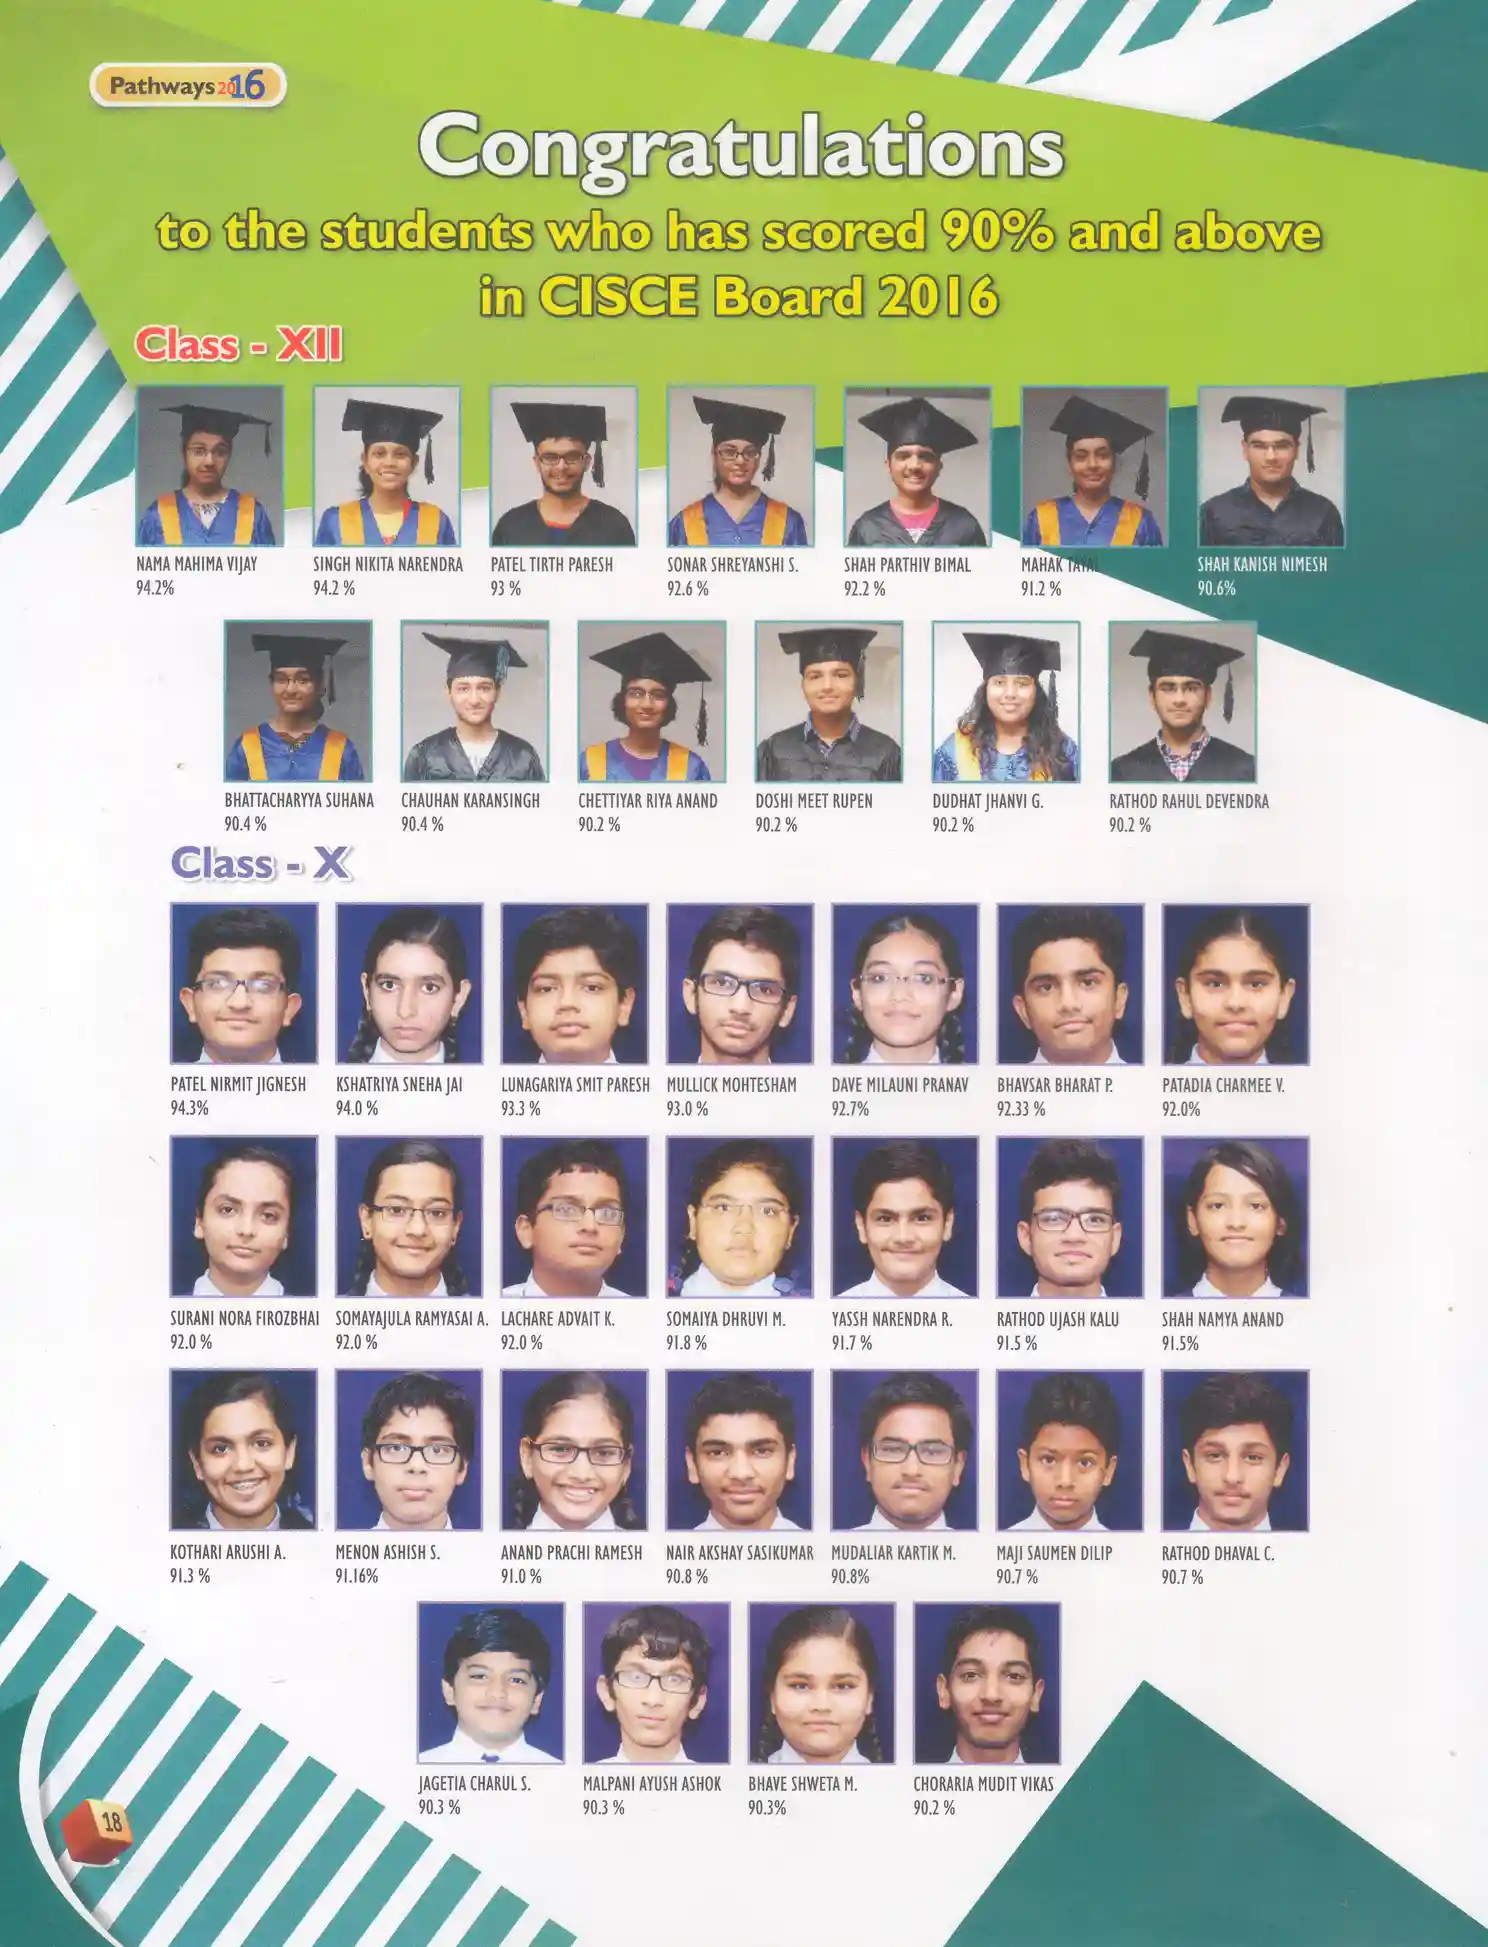 Pathways 2016
Congratulations
to the students who has scored 90% and above
in CISCE Board 2016
Class - XII
NAMA MAHIMA VIJAY
94.2%
SINGH NIKITA NARENDRA
94.2 %
PATEL TIRTH PARESH
93 %
SONAR SHREYANSHI S.
92.6 %
SHAH PARTHIV BIMAL
92.2 %
MAHAK TAYAL
91.2 %
SHAH KANISH NIMESH
90.6%
BHATTACHARYYA SUHANA
90.4 %
CHAUHAN KARANSINGH
90.4 %
CHETTIYAR RIYA ANAND
90.2 %
DOSHI MEET RUPEN
90.2 %
DUDHAT JHANVI G.
90.2 %
RATHOD RAHUL DEVENDRA
90.2 %
Class - X
PATEL NIRMIT JIGNESH
94.3%
KSHATRIYA SNEHA JAI
94.0 %
LUNAGARIYA SMIT PARESH
93.3 %
MULLICK MOHTESHAM
93.0 %
DAVE MILAUNI PRANAV
92.7%
BHAVSAR BHARAT P.
92.33 %
PATADIA CHARMEE V.
92.0%
SURANI NORA FIROZBHAI
92.0 %
SOMAYAJULA RAMYASAI A.
92.0 %
LACHARE ADVAIT K.
92.0 %
SOMAIYA DHRUVI M.
91.8 %
YASSH NARENDRA R.
91.7 %
RATHOD UJASH KALU
91.5 %
SHAH NAMYA ANAND
91.5%
KOTHARI ARUSHI A.
91.3 %
MENON ASHISH S.
91.16%
ANAND PRACHI RAMESH
91.0 %
NAIR AKSHAY SASIKUMAR
90.8 %
MUDALIAR KARTIK M.
90.8%
MAJI SAUMEN DILIP
90.7 %
RATHOD DHAVAL C.
90.7 %
JAGETIA CHARUL S.
90.3 %
MALPANI AYUSH ASHOK
90.3 %
BHAVE SHWETA M.
90.3%
CHORARIA MUDIT VIKAS
90.2 %
18